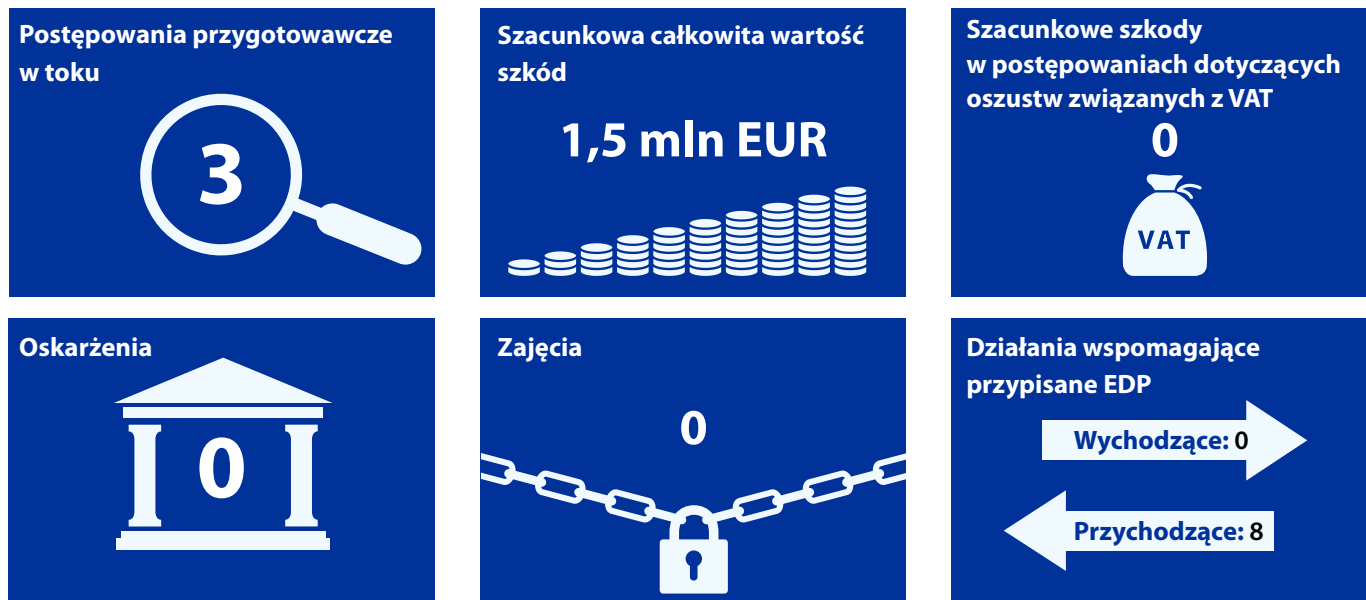 Postępowania przygotowawcze
w toku
3
Szacunkowa całkowita wartość
szkód
1,5 mln EUR
Szacunkowe szkody
w postępowaniach dotyczących
oszustw związanych z VAT
0
VAT
Oskarżenia
0
Zajęcia
0
Działania wspomagające
przypisane EDP
Wychodzące: 0
Przychodzące: 8